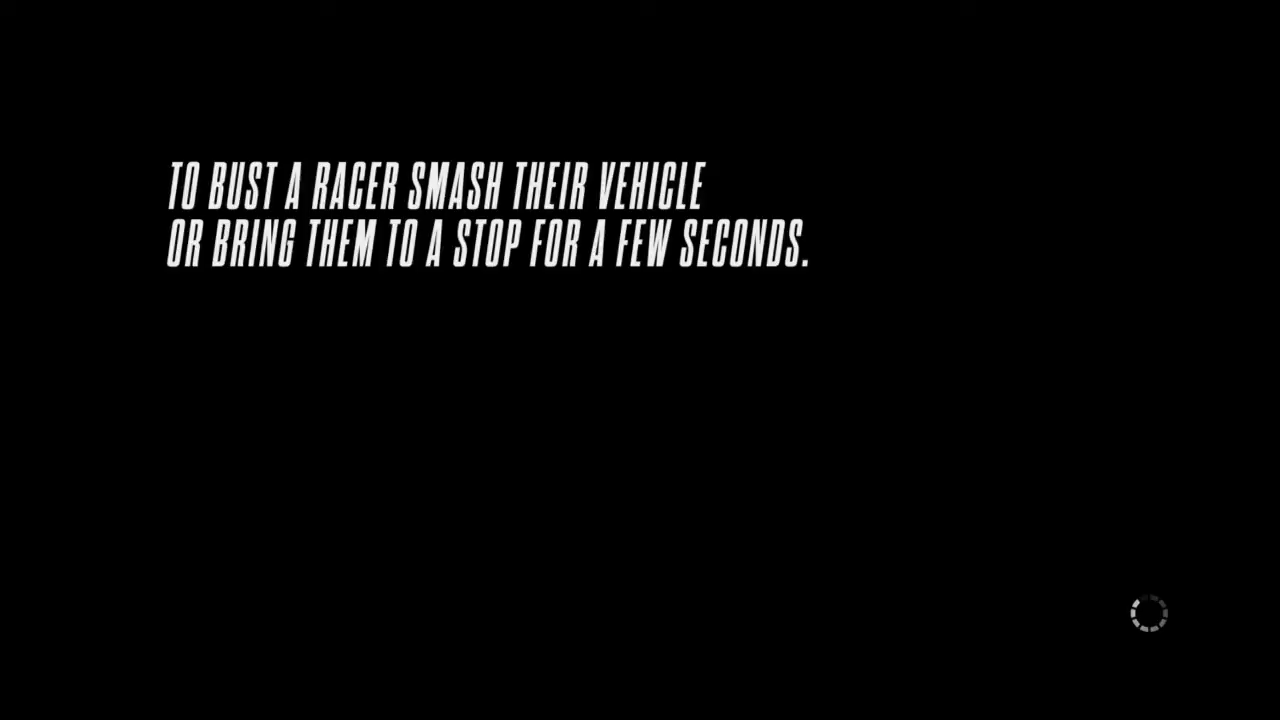 TO BUST A RACER SMASH THEIR VEHICLE
OR BRING THEM TO A STOP FOR A FEW SECONDS.